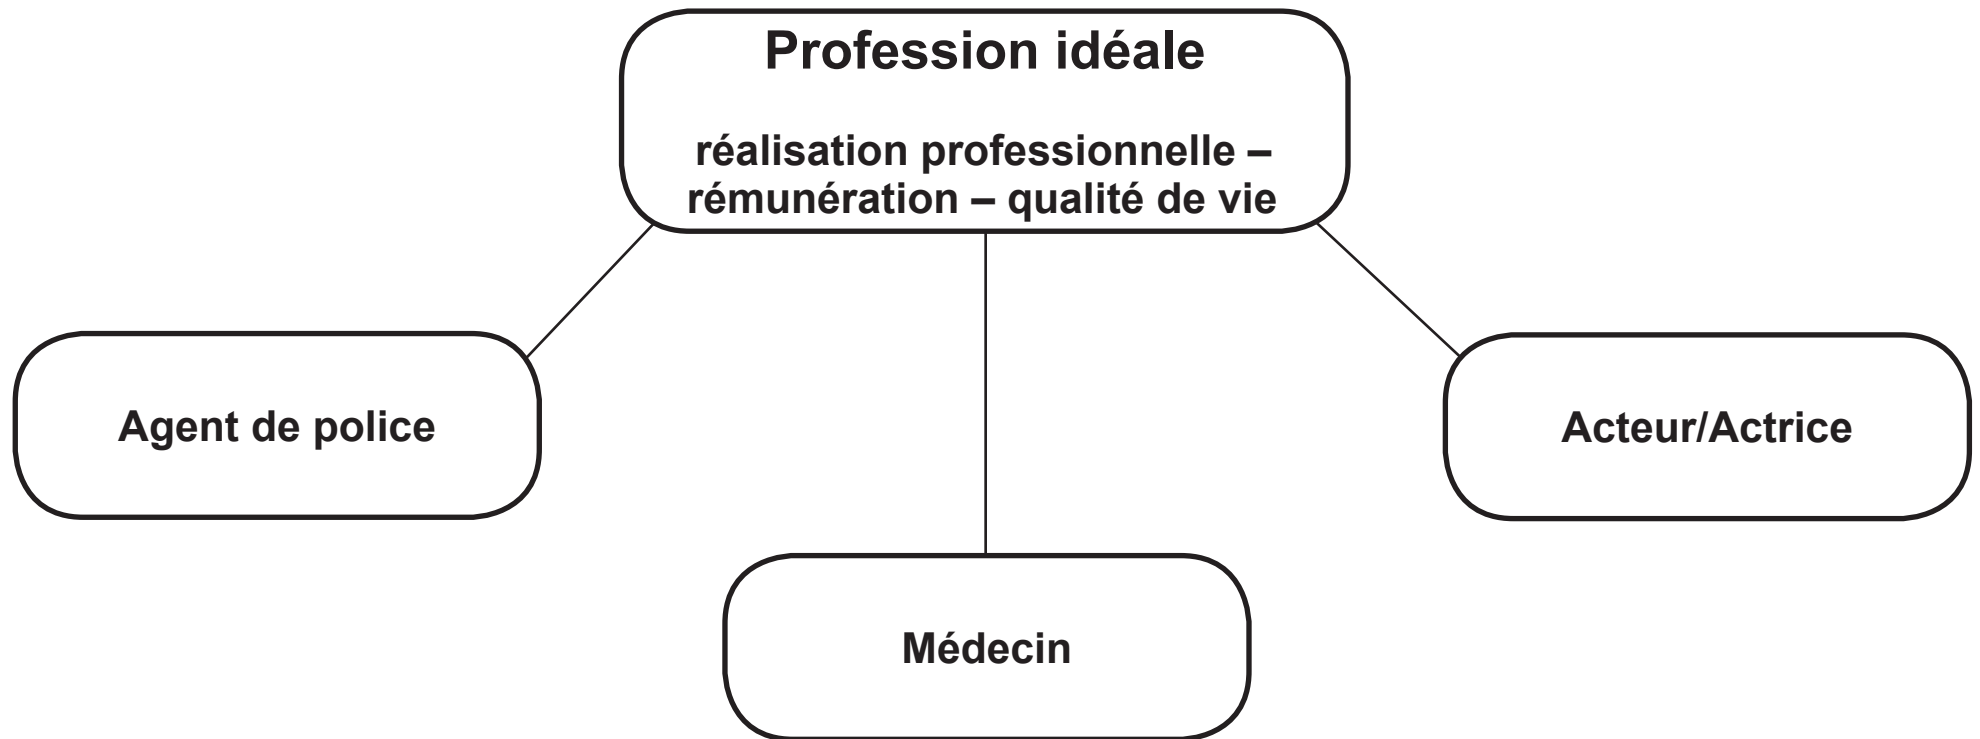 Profession idéale
réalisation professionnelle –
rémunération – qualité de vie
Agent de police
Acteur/Actrice
Médecin